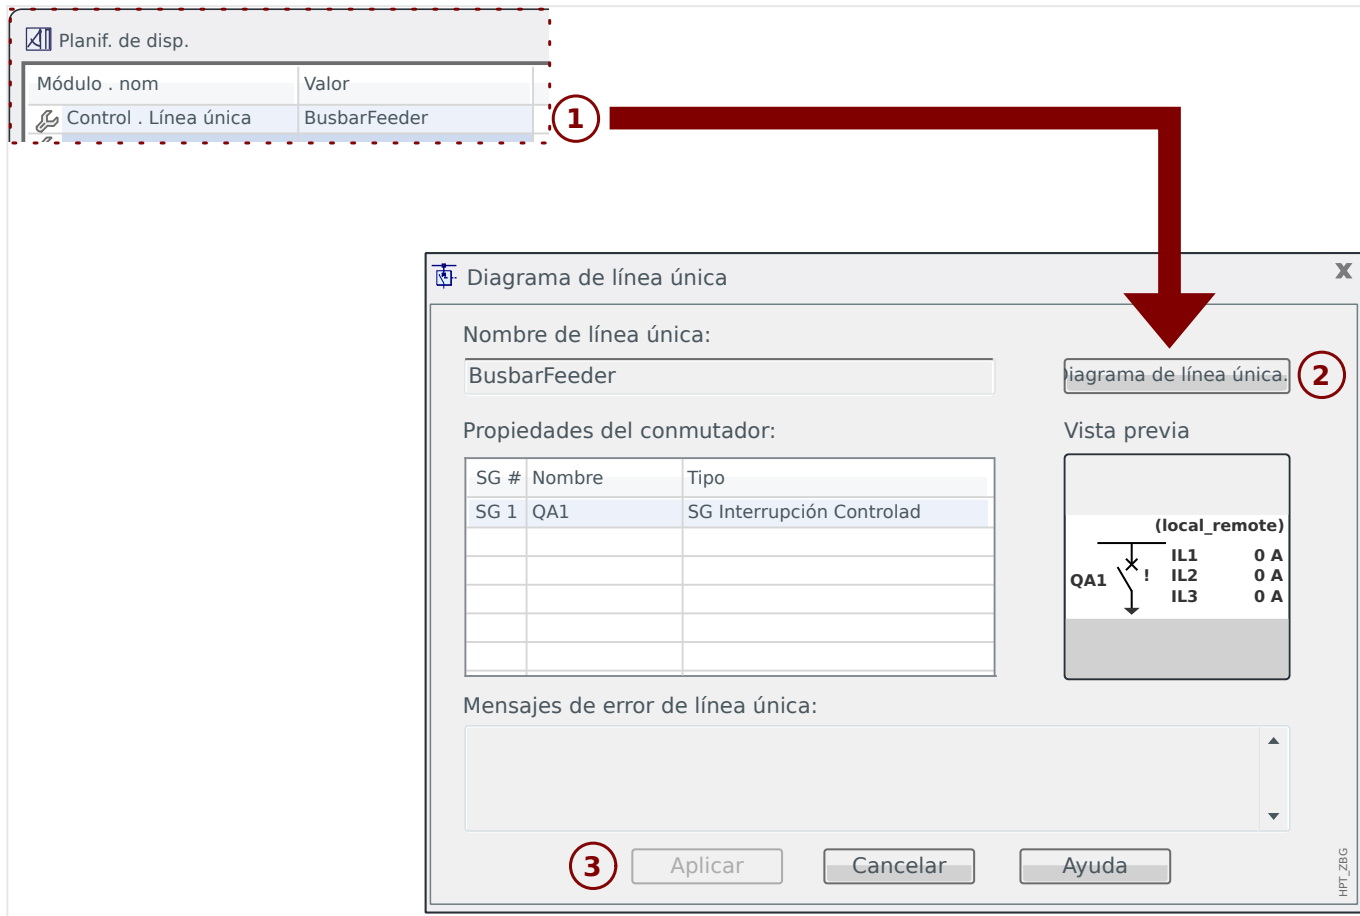 Planif. de disp.
Módulo . nom Valor
Control . Línea única BusbarFeeder
1
Diagrama de línea única x
Nombre de línea única:
BusbarFeeder
iagrama de línea única. 2
Propiedades del conmutador: Vista previa
SG # Nombre Tipo
SG 1 QA1 SG Interrupción Controlad
(local_remote)
IL1 0 A
QA1 ! IL2 0 A
IL3 0 A
Mensajes de error de línea única:
3 Aplicar Cancelar Ayuda
HPT_ZBG